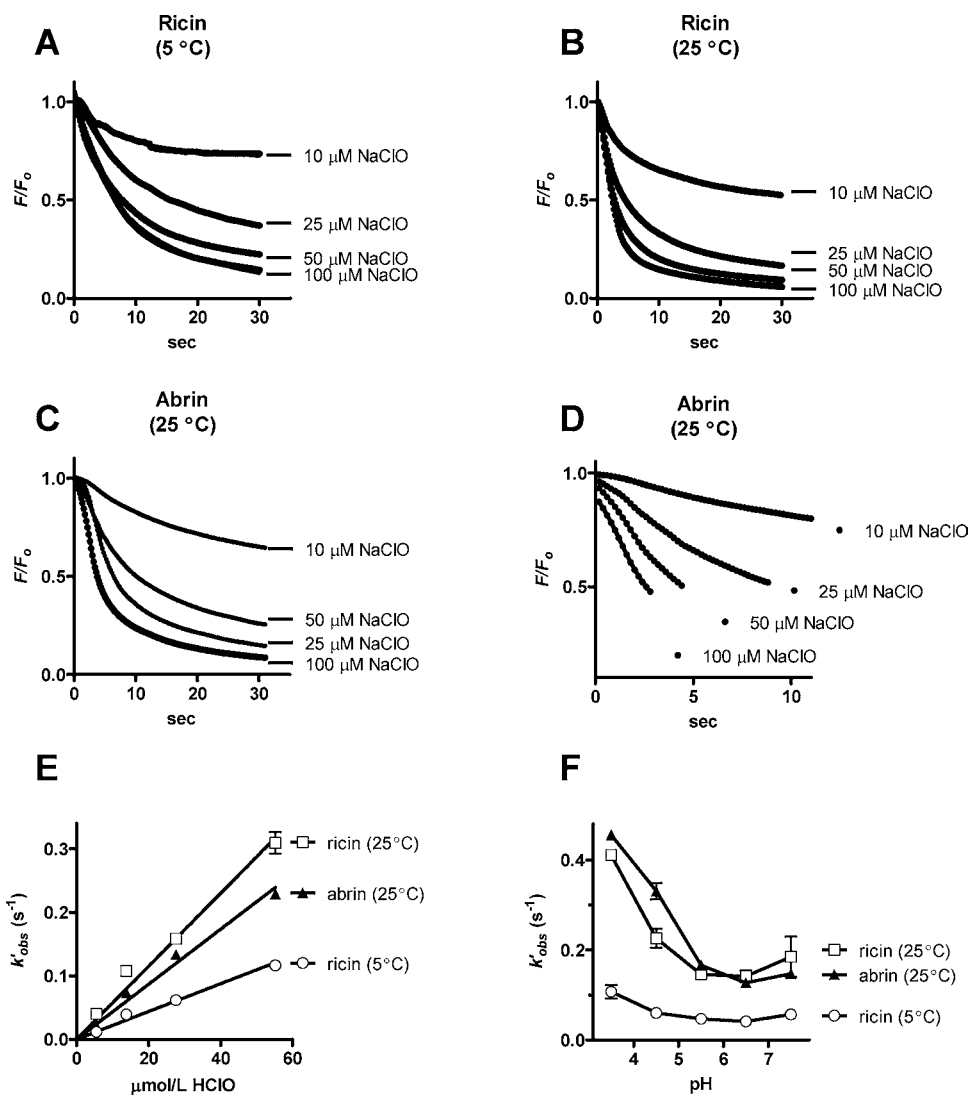 A
Ricin
(5 °C)
F/Fo
1.0
0.5
0.0
0
10
20
30
sec
10 μM NaClO
25 μM NaClO
50 μM NaClO
100 μM NaClO
B
Ricin
(25 °C)
F/Fo
1.0
0.5
0.0
0
10
20
30
sec
10 μM NaClO
25 μM NaClO
50 μM NaClO
100 μM NaClO
C
Abrin
(25 °C)
F/Fo
1.0
0.5
0.0
0
10
20
30
sec
10 μM NaClO
50 μM NaClO
25 μM NaClO
100 μM NaClO
D
Abrin
(25 °C)
F/Fo
1.0
0.5
0
5
10
sec
10 μM NaClO
25 μM NaClO
50 μM NaClO
100 μM NaClO
E
k'obs (s-1)
0.3
0.2
0.1
0.0
0
20
40
60
μmol/L HClO
ricin (25°C)
abrin (25°C)
ricin (5°C)
F
k'obs (s-1)
0.4
0.2
0.0
4
5
6
7
pH
ricin (25°C)
abrin (25°C)
ricin (5°C)